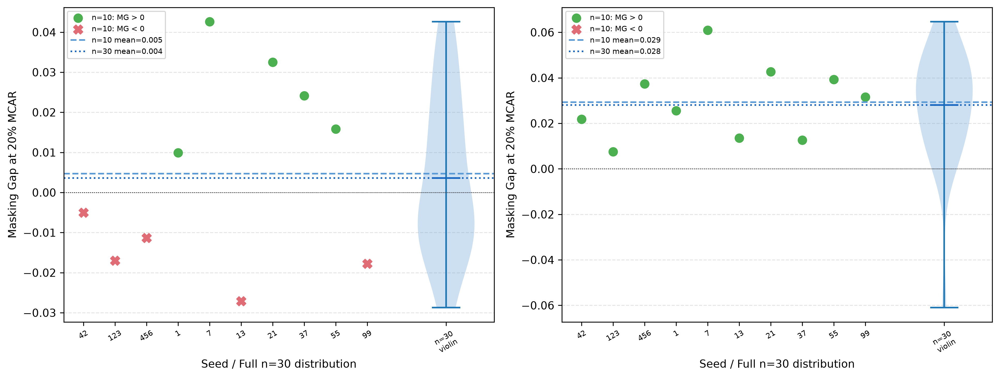 n=10: MG > 0
n=10: MG < 0
n=10 mean=0.005
n=30 mean=0.004
Masking Gap at 20% MCAR
0.04
0.03
0.02
0.01
0.00
−0.01
−0.02
−0.03
42
123
456
1
7
13
21
37
55
99
n=30
violin
Seed / Full n=30 distribution
n=10: MG > 0
n=10: MG < 0
n=10 mean=0.029
n=30 mean=0.028
Masking Gap at 20% MCAR
0.06
0.04
0.02
0.00
−0.02
−0.04
−0.06
42
123
456
1
7
13
21
37
55
99
n=30
violin
Seed / Full n=30 distribution